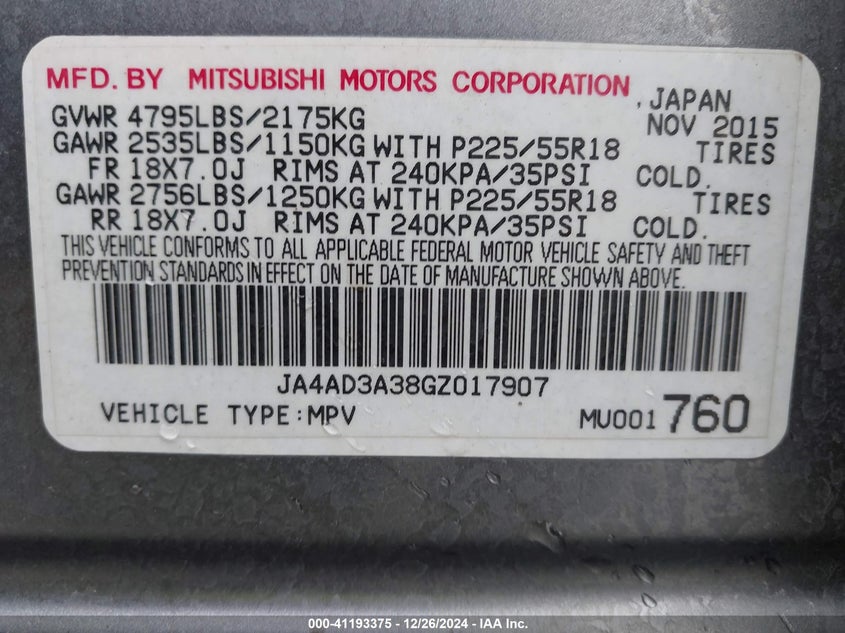 MFD. BY MITSUBISHI MOTORS CORPORATION
, JAPAN
GVWR 4795LBS/2175KG NOV 2015
GAWR 2535LBS/1150KG WITH P225/55R18 TIRES
FR 18X7.0J RIMS AT 240KPA/35PSI COLD.
GAWR 2756LBS/1250KG WITH P225/55R18 TIRES
RR 18X7.0J RIMS AT 240KPA/35PSI COLD.
THIS VEHICLE CONFORMS TO ALL APPLICABLE FEDERAL MOTOR VEHICLE SAFETY AND THEFT
PREVENTION STANDARDS IN EFFECT ON THE DATE OF MANUFACTURE SHOWN ABOVE.
JA4AD3A38GZ017907
VEHICLE TYPE:MPV MU001 760
000-41193375 - 12/26/2024 - IAA Inc.